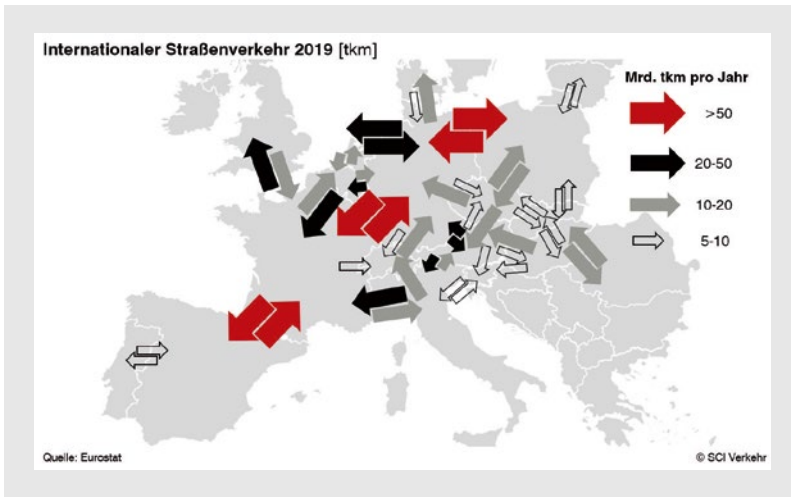 Internationaler Straßenverkehr 2019 [tkm]
Mrd. tkm pro Jahr
>50
20-50
10-20
5-10
Quelle: Eurostat
© SCI Verkehr